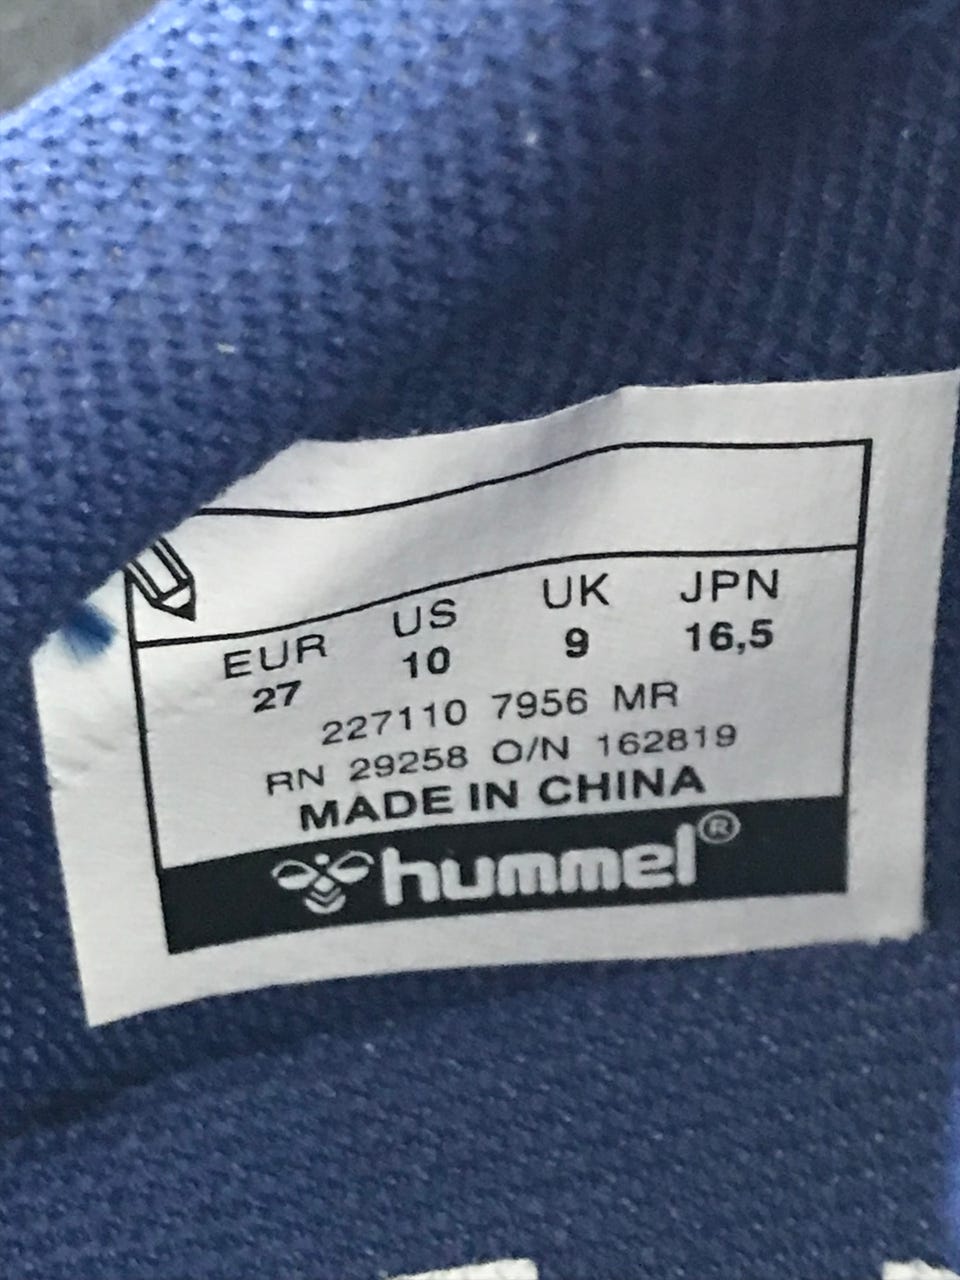 EUR US UK JPN
27 10 9 16,5
227110 7956 MR
RN 29258 O/N 162819
MADE IN CHINA
hummel®